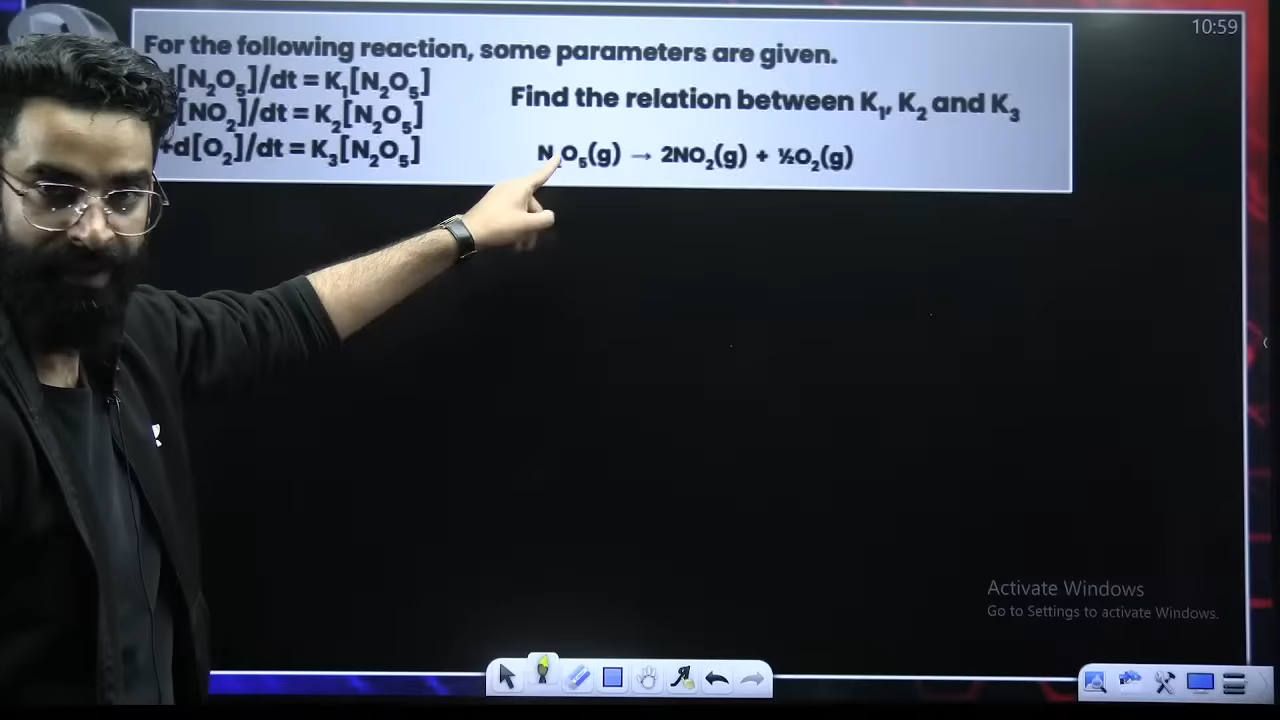 10:59
For the following reaction, some parameters are given.
[N₂O₅]/dt = K₁[N₂O₅]
[NO₂]/dt = K₂[N₂O₅]
+d[O₂]/dt = K₃[N₂O₅]
Find the relation between K₁, K₂ and K₃
N₂O₅(g) → 2NO₂(g) + ½O₂(g)
Activate Windows
Go to Settings to activate Windows.